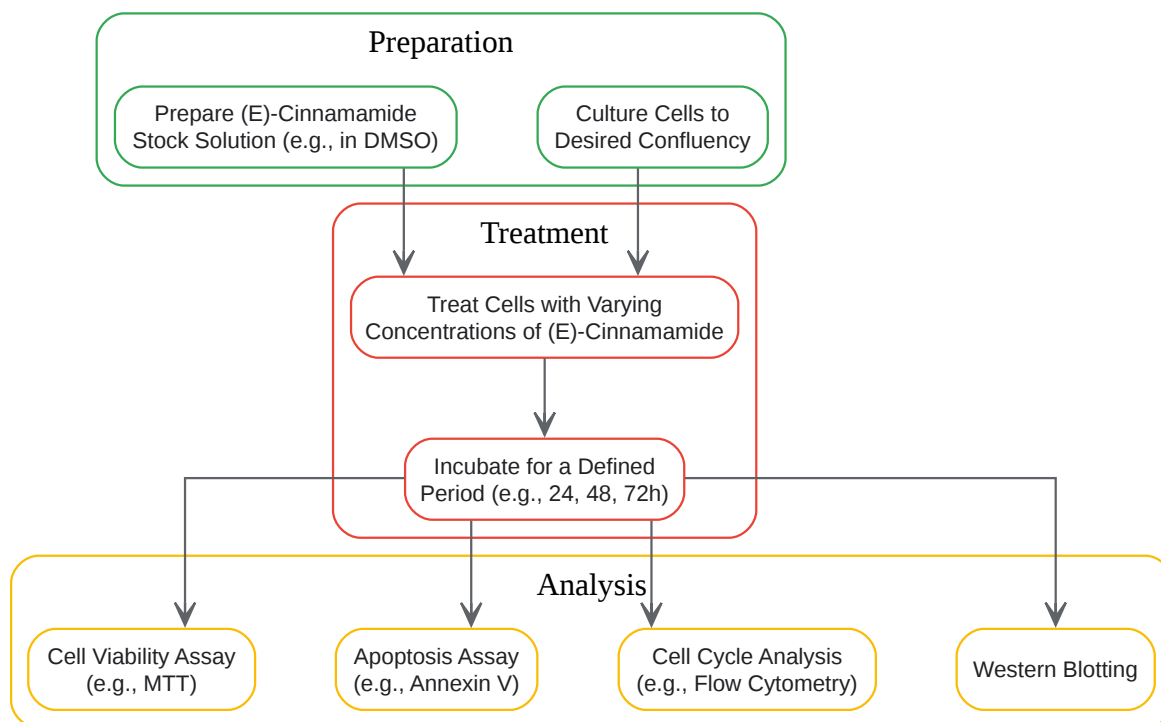 Preparation
Prepare (E)-Cinnamamide
Stock Solution (e.g., in DMSO)
Culture Cells to
Desired Confluency
Treatment
Treat Cells with Varying
Concentrations of (E)-Cinnamamide
Incubate for a Defined
Period (e.g., 24, 48, 72h)
Analysis
Cell Viability Assay
(e.g., MTT)
Apoptosis Assay
(e.g., Annexin V)
Cell Cycle Analysis
(e.g., Flow Cytometry)
Western Blotting